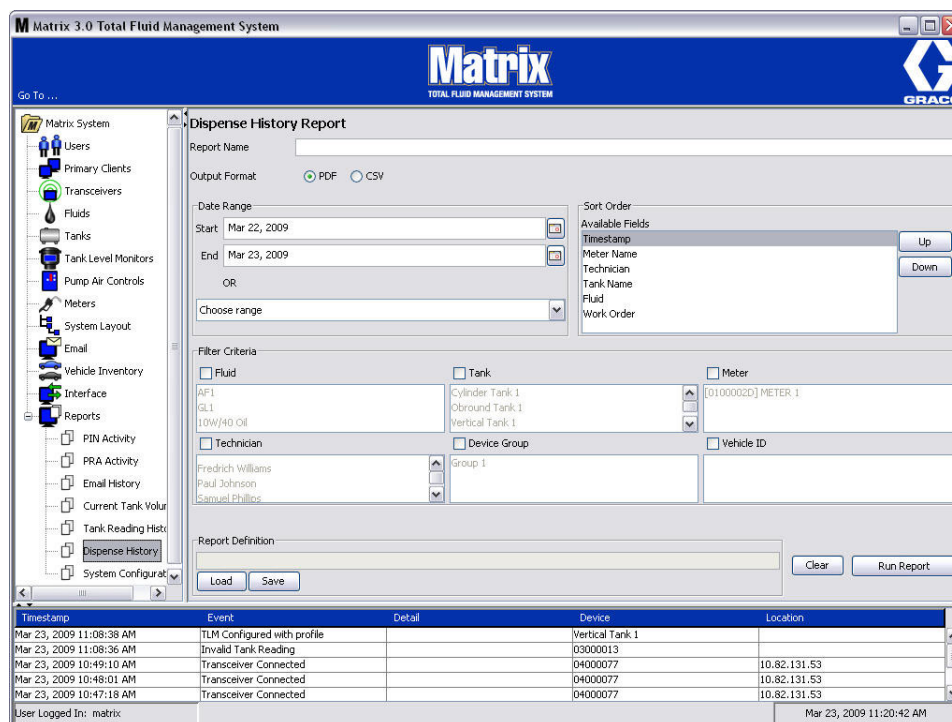 Matrix 3.0 Total Fluid Management System
Matrix
TOTAL FLUID MANAGEMENT SYSTEM
Go To ...
GRACO
Matrix System
Users
Primary Clients
Transceivers
Fluids
Tanks
Tank Level Monitors
Pump Air Controls
Meters
System Layout
Email
Vehicle Inventory
Interface
Reports
PIN Activity
PRA Activity
Email History
Current Tank Volur
Tank Reading Histo
Dispense History
System Configurat
Dispense History Report
Report Name
Output Format PDF CSV
Date Range
Start Mar 22, 2009
End Mar 23, 2009
OR
Choose range
Sort Order
Available Fields
Timestamp
Meter Name
Technician
Tank Name
Fluid
Work Order
Up
Down
Filter Criteria
Fluid
AF1
GL1
10W/40 Oil
Tank
Cylinder Tank 1
Obround Tank 1
Vertical Tank 1
Meter
[0100002D] METER 1
Technician
Fredrich Williams
Paul Johnson
Samuel Phillips
Device Group
Group 1
Vehicle ID
Report Definition
Load Save
Clear Run Report
Timestamp Event Detail Device Location
Mar 23, 2009 11:08:38 AM TLM Configured with profile Vertical Tank 1
Mar 23, 2009 11:08:36 AM Invalid Tank Reading 03000013
Mar 23, 2009 10:49:10 AM Transceiver Connected 04000077 10.82.131.53
Mar 23, 2009 10:48:01 AM Transceiver Connected 04000077 10.82.131.53
Mar 23, 2009 10:47:18 AM Transceiver Connected 04000077 10.82.131.53
User Logged In: matrix Mar 23, 2009 11:20:42 AM